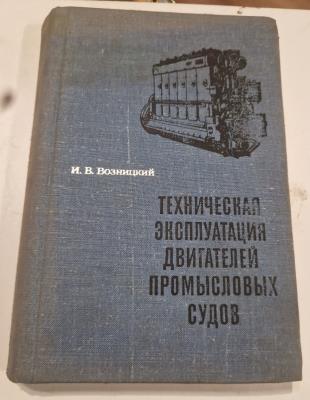 И. В. Возницкий
ТЕХНИЧЕСКАЯ
ЭКСПЛУАТАЦИЯ
ДВИГАТЕЛЕЙ
ПРОМЫСЛОВЫХ
СУДОВ